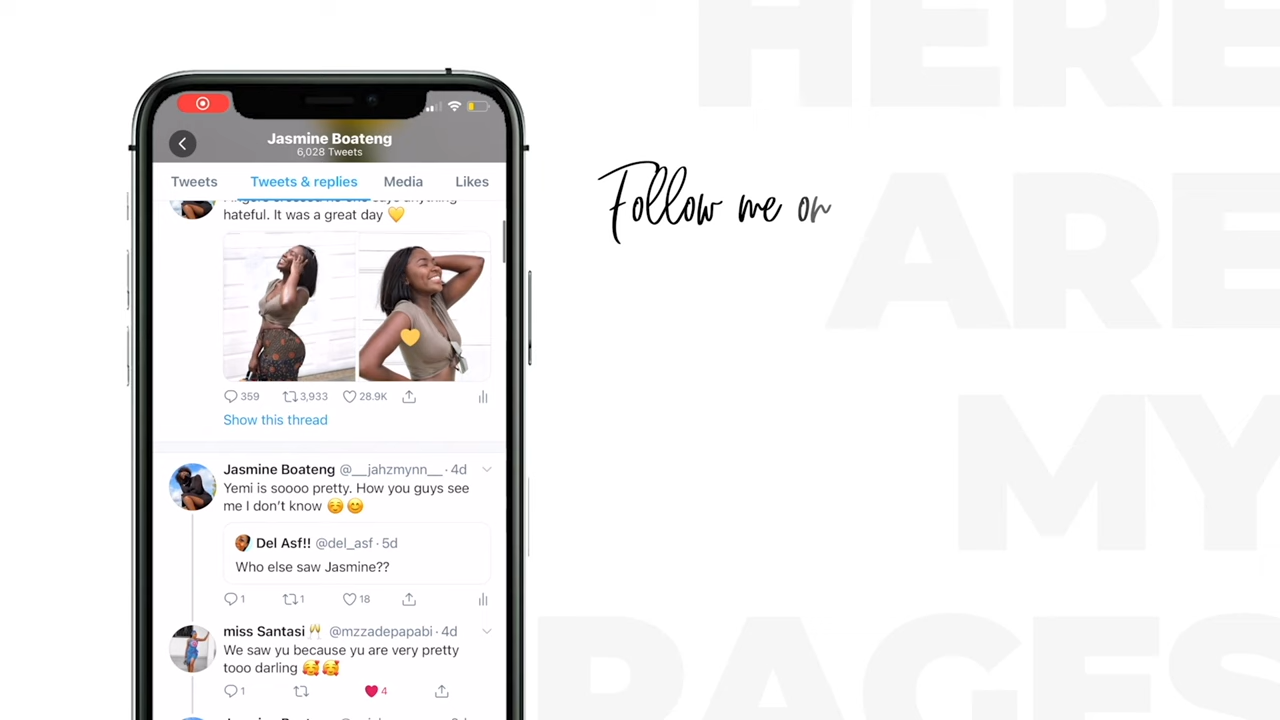 HERE
ARE
MY
PAGES
Follow me on
Jasmine Boateng
6,028 Tweets
Tweets Tweets & replies Media Likes
hateful. It was a great day 💛
359 3,933 28.9K
Show this thread
Jasmine Boateng @__jahzmynn__ · 4d
Yemi is soooo pretty. How you guys see
me I don't know ☺️😊
Del Asf!! @del_asf · 5d
Who else saw Jasmine??
1 1 18
miss Santasi 🥂 @mzzadepapabi · 4d
We saw yu because yu are very pretty
tooo darling 🥰🥰
1 4